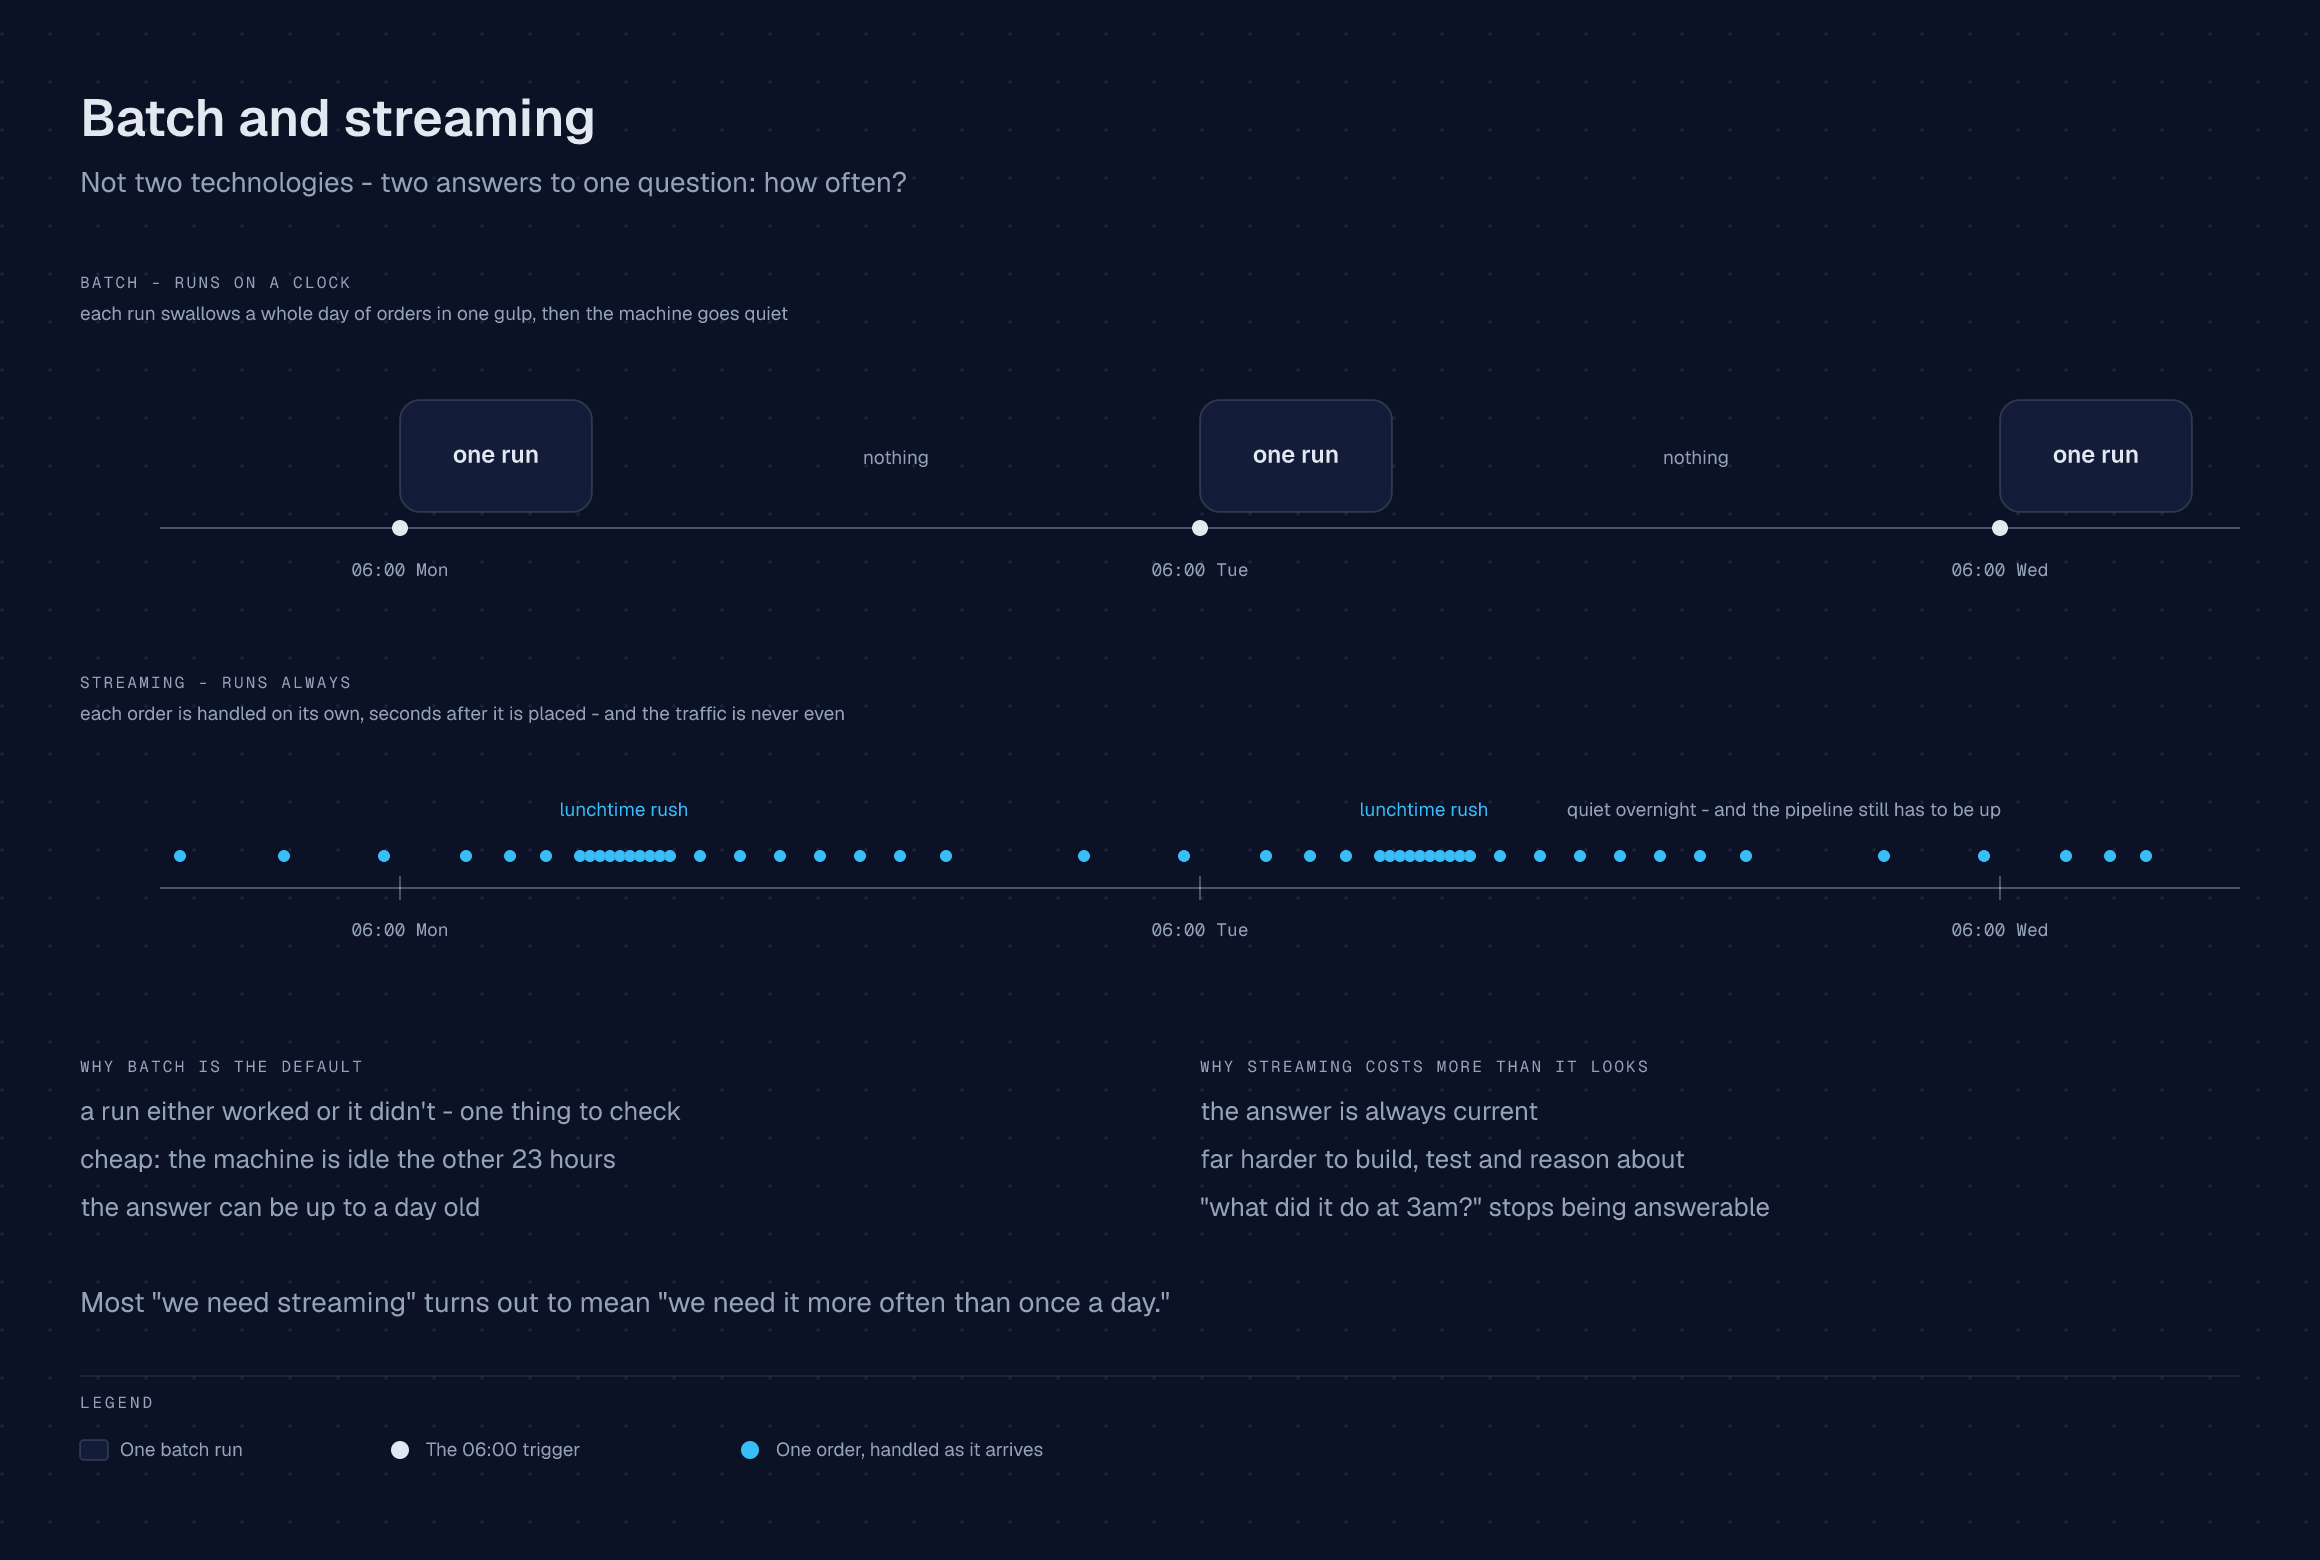 Batch and streaming
Not two technologies - two answers to one question: how often?
BATCH - RUNS ON A CLOCK
each run swallows a whole day of orders in one gulp, then the machine goes quiet
one run
nothing
one run
nothing
one run
06:00 Mon
06:00 Tue
06:00 Wed
STREAMING - RUNS ALWAYS
each order is handled on its own, seconds after it is placed - and the traffic is never even
lunchtime rush
lunchtime rush
quiet overnight - and the pipeline still has to be up
06:00 Mon
06:00 Tue
06:00 Wed
WHY BATCH IS THE DEFAULT
a run either worked or it didn't - one thing to check
cheap: the machine is idle the other 23 hours
the answer can be up to a day old
WHY STREAMING COSTS MORE THAN IT LOOKS
the answer is always current
far harder to build, test and reason about
"what did it do at 3am?" stops being answerable
Most "we need streaming" turns out to mean "we need it more often than once a day."
LEGEND
One batch run
The 06:00 trigger
One order, handled as it arrives